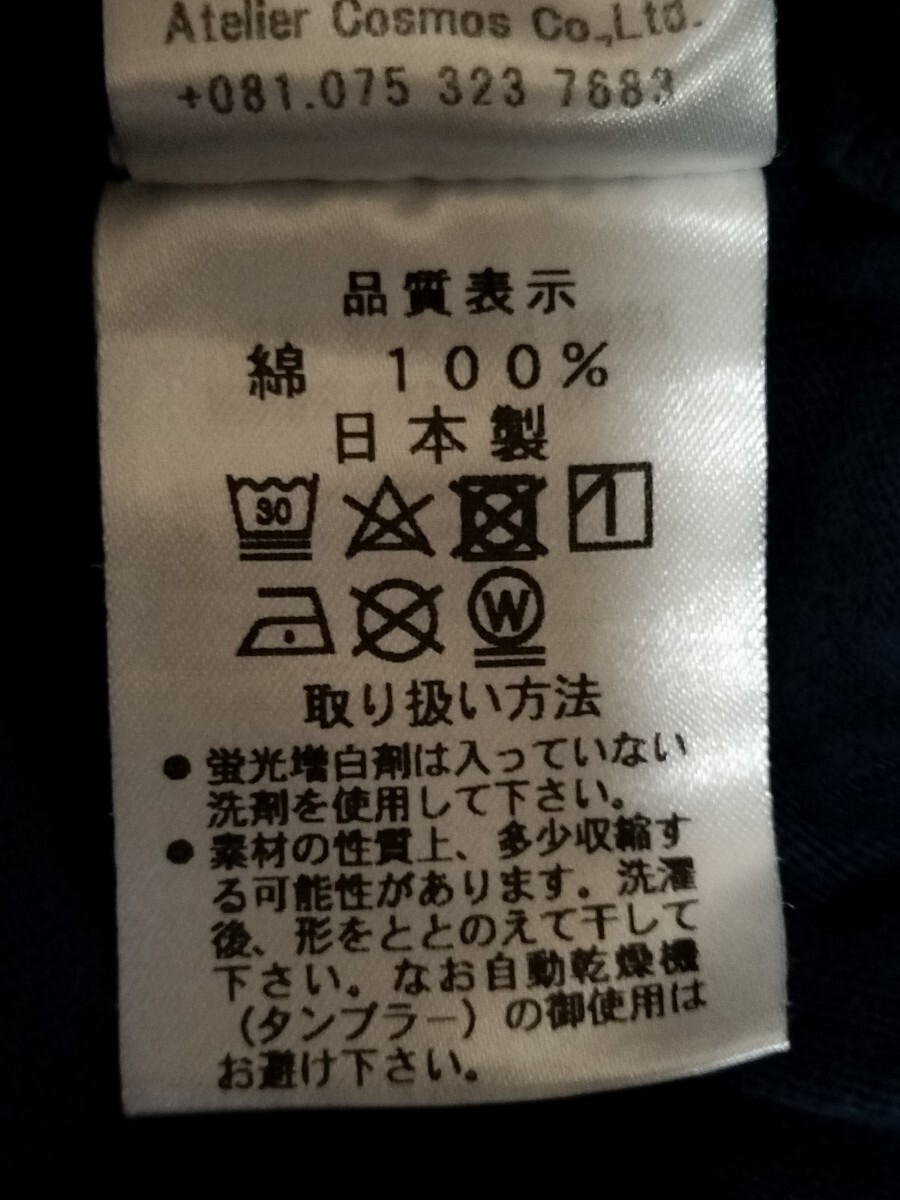 Atelier Cosmos Co.,Ltd.
+081.075 323 7683
品質表示
綿 100%
日本製
30
W
取り扱い方法
●蛍光増白剤は入っていない
洗剤を使用して下さい。
●素材の性質上、多少収縮す
る可能性があります。洗濯
後、形をととのえて干して
下さい。なお自動乾燥機
(タンブラー)の御使用は
お避け下さい。